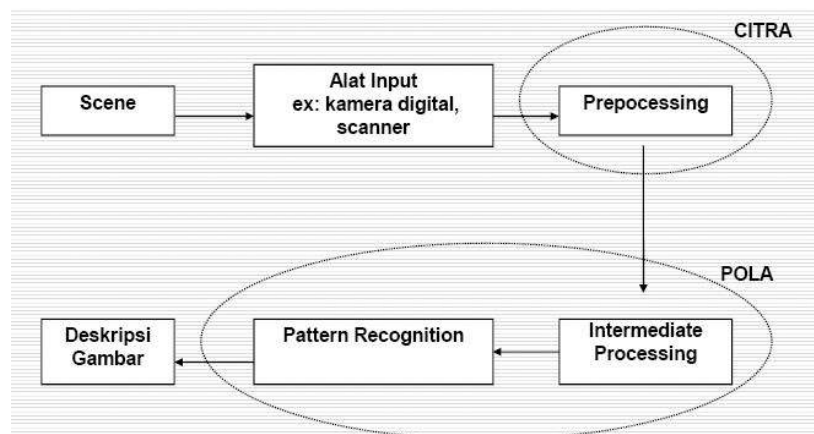 CITRA
Scene
Alat Input
ex: kamera digital,
scanner
Prepocessing
POLA
Deskripsi
Gambar
Pattern Recognition
Intermediate
Processing